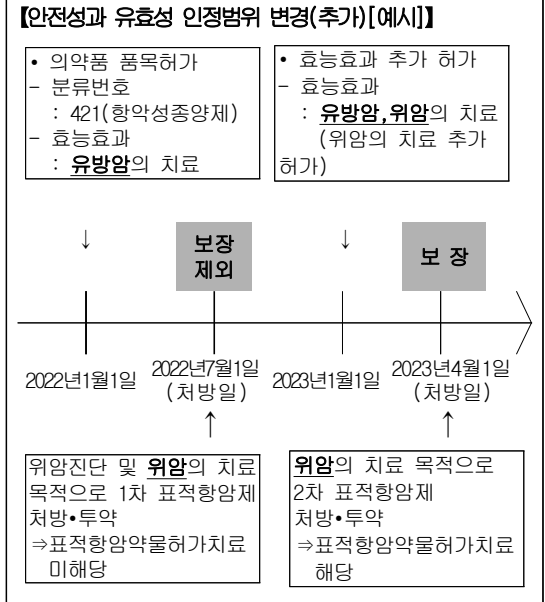 【안전성과 유효성 인정범위 변경(추가)[예시]】
• 의약품 품목허가
- 분류번호
: 421(항악성종양제)
- 효능효과
: 유방암의 치료
• 효능효과 추가 허가
- 효능효과
: 유방암,위암의 치료
(위암의 치료 추가
허가)
↓
보장
제외
↓
보 장
2022년1월1일
2022년7월1일
(처방일)
2023년1월1일
2023년4월1일
(처방일)
↑
↑
위암진단 및 위암의 치료
목적으로 1차 표적항암제
처방•투약
⇒표적항암약물허가치료
미해당
위암의 치료 목적으로
2차 표적항암제
처방•투약
⇒표적항암약물허가치료
해당